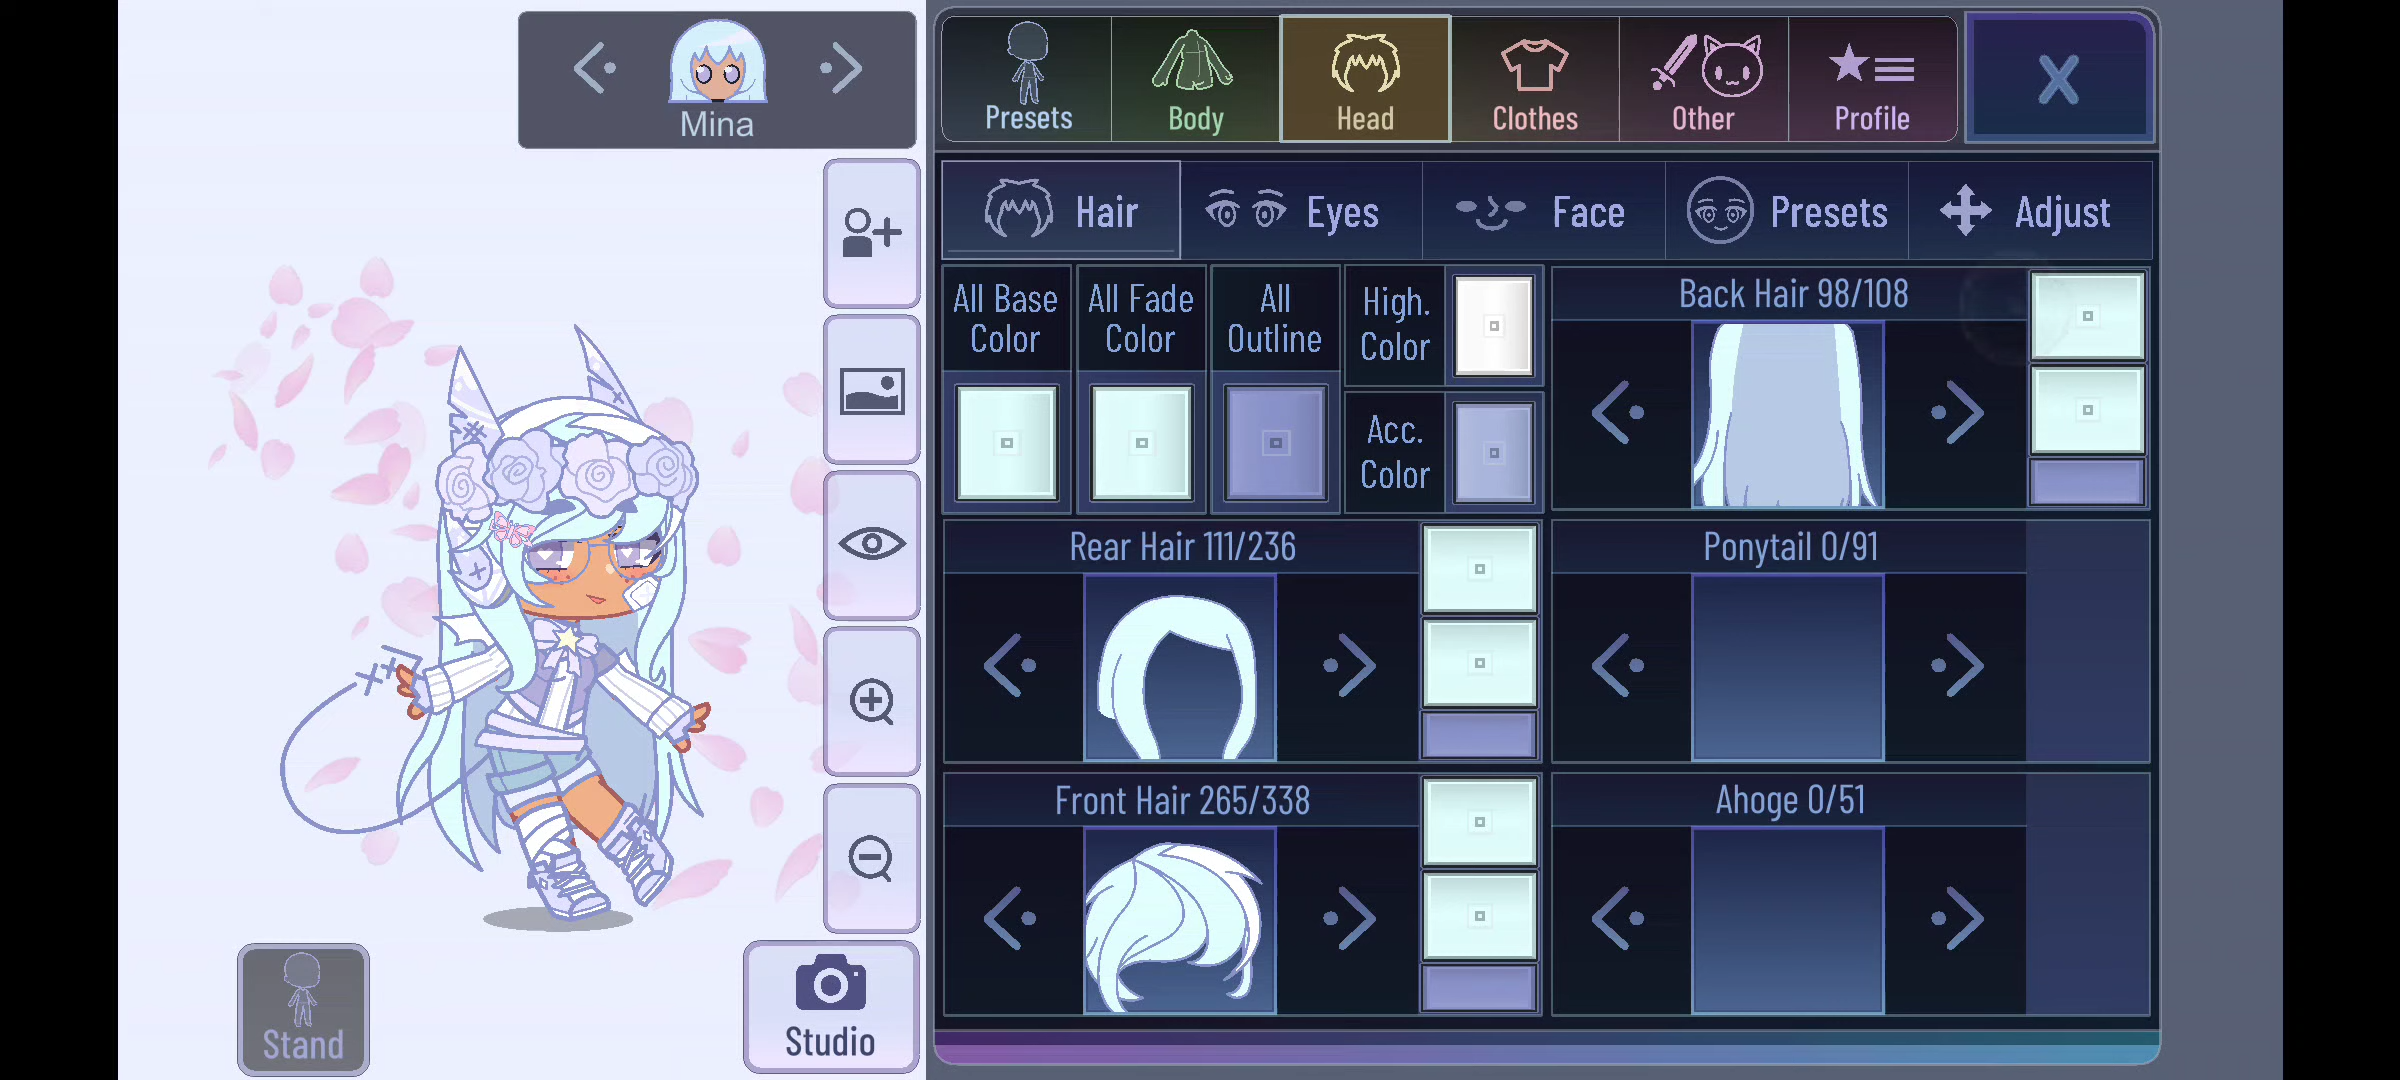 Mina
Presets
Body
Head
Clothes
Other
Profile
X
Hair
Eyes
Face
Presets
Adjust
All Base
Color
All Fade
Color
All
Outline
High.
Color
Acc.
Color
Back Hair 98/108
Rear Hair 111/236
Ponytail 0/91
Front Hair 265/338
Ahoge 0/51
Stand
Studio